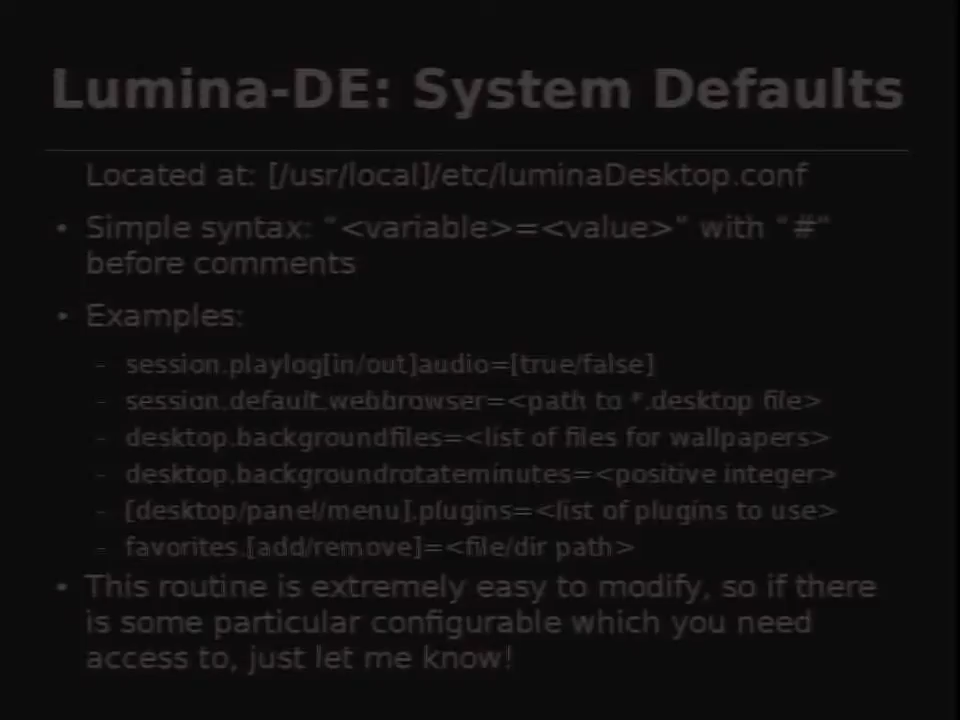 Lumina-DE: System Defaults
Located at: [/usr/local]/etc/luminaDesktop.conf
• Simple syntax: "<variable>=<value>" with "#"
before comments
• Examples:
– session.playlog[in/out]audio=[true/false]
– session.default.webbrowser=<path to *.desktop file>
– desktop.backgroundfiles=<list of files for wallpapers>
– desktop.backgroundrotateminutes=<positive integer>
– [desktop/panel/menu].plugins=<list of plugins to use>
– favorites.[add/remove]=<file/dir path>
• This routine is extremely easy to modify, so if there
is some particular configurable which you need
access to, just let me know!